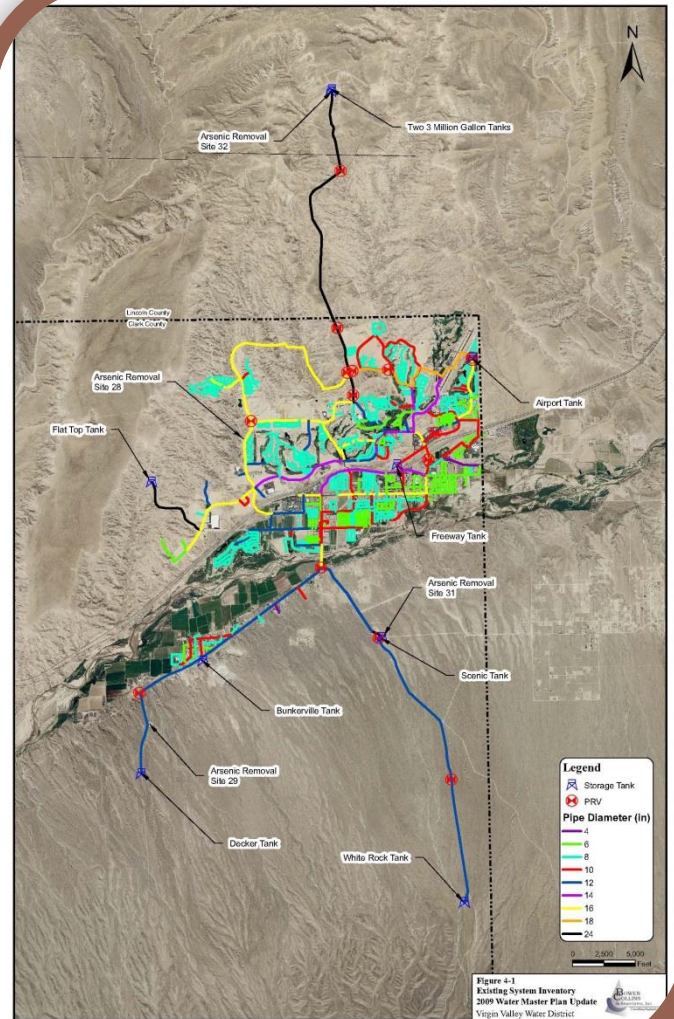 N
Arsenic Removal
Site 32
Two 3 Million Gallon Tanks
Lincoln County
Clark County
Arsenic Removal
Site 28
Airport Tank
Flat Top Tank
Freeway Tank
Arsenic Removal
Site 31
Scenic Tank
Bunkerville Tank
Arsenic Removal
Site 29
Decker Tank
White Rock Tank
Legend
Storage Tank
PRV
Pipe Diameter (in)
4
6
8
10
12
14
16
18
24
0 2,500 5,000
Feet
Figure 4-1
Existing System Inventory
2009 Water Master Plan Update
Virgin Valley Water District
BOWEN
COLLINS